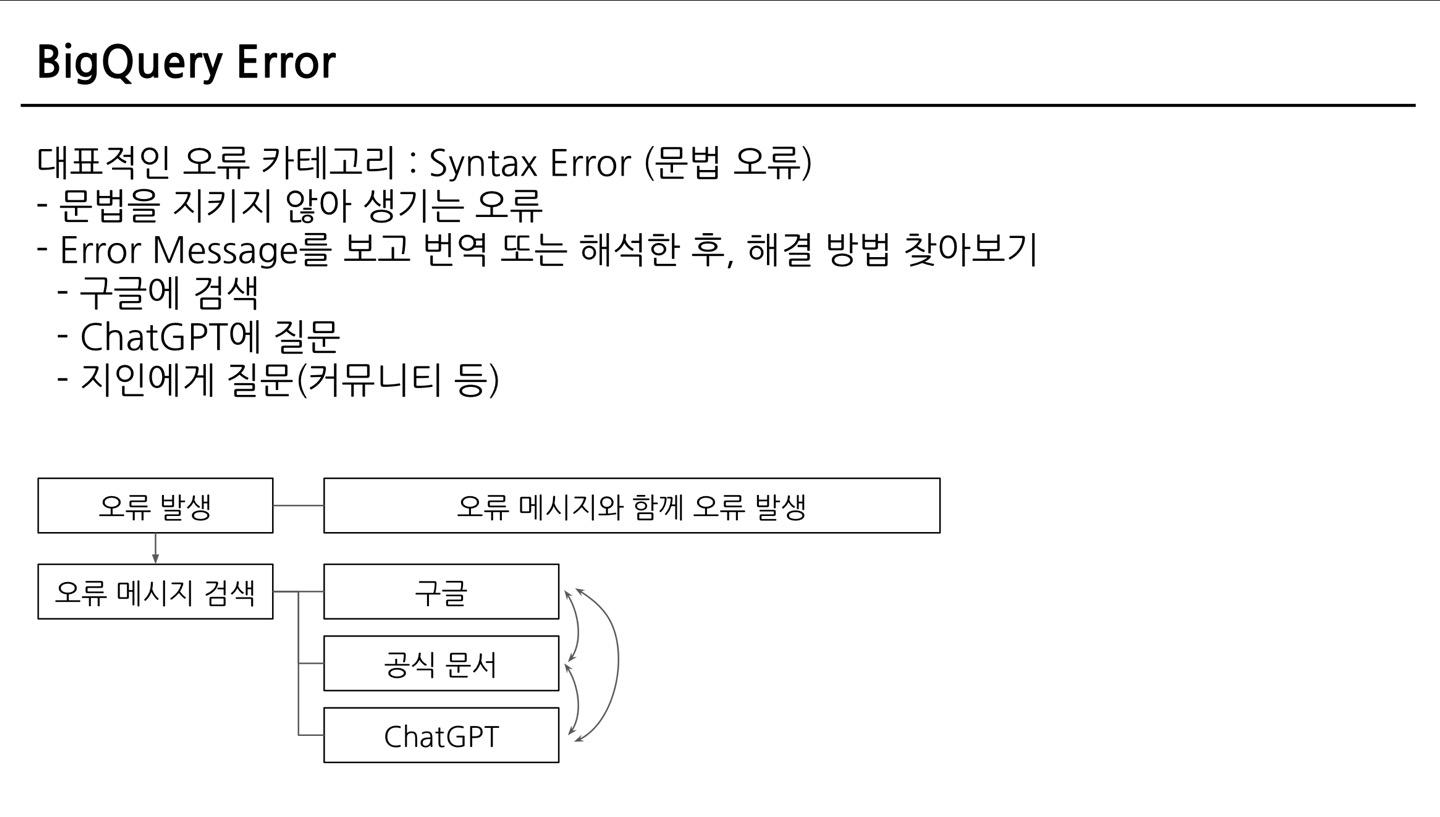 BigQuery Error
대표적인 오류 카테고리 : Syntax Error (문법 오류)
- 문법을 지키지 않아 생기는 오류
- Error Message를 보고 번역 또는 해석한 후, 해결 방법 찾아보기
- 구글에 검색
- ChatGPT에 질문
- 지인에게 질문(커뮤니티 등)
오류 발생
오류 메시지와 함께 오류 발생
오류 메시지 검색
구글
공식 문서
ChatGPT